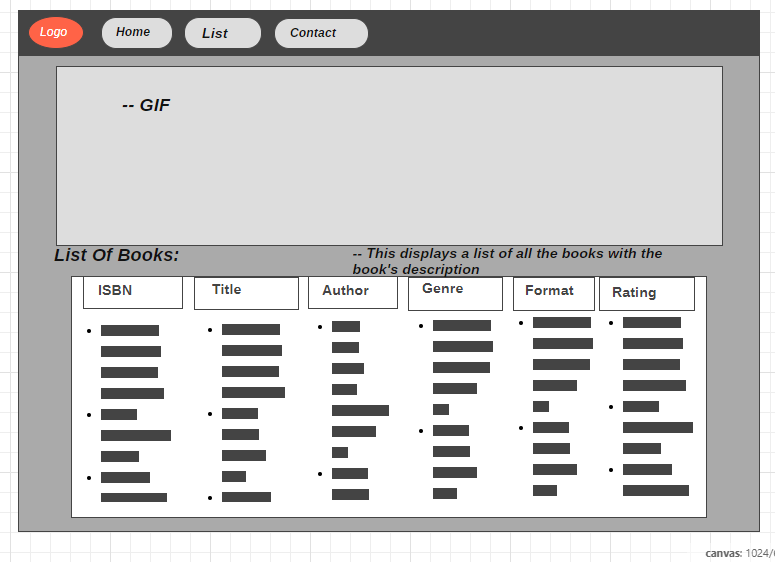 Logo Home List Contact
-- GIF
List Of Books:
-- This displays a list of all the books with the
book's description
ISBN Title Author Genre Format Rating
canvas: 1024/